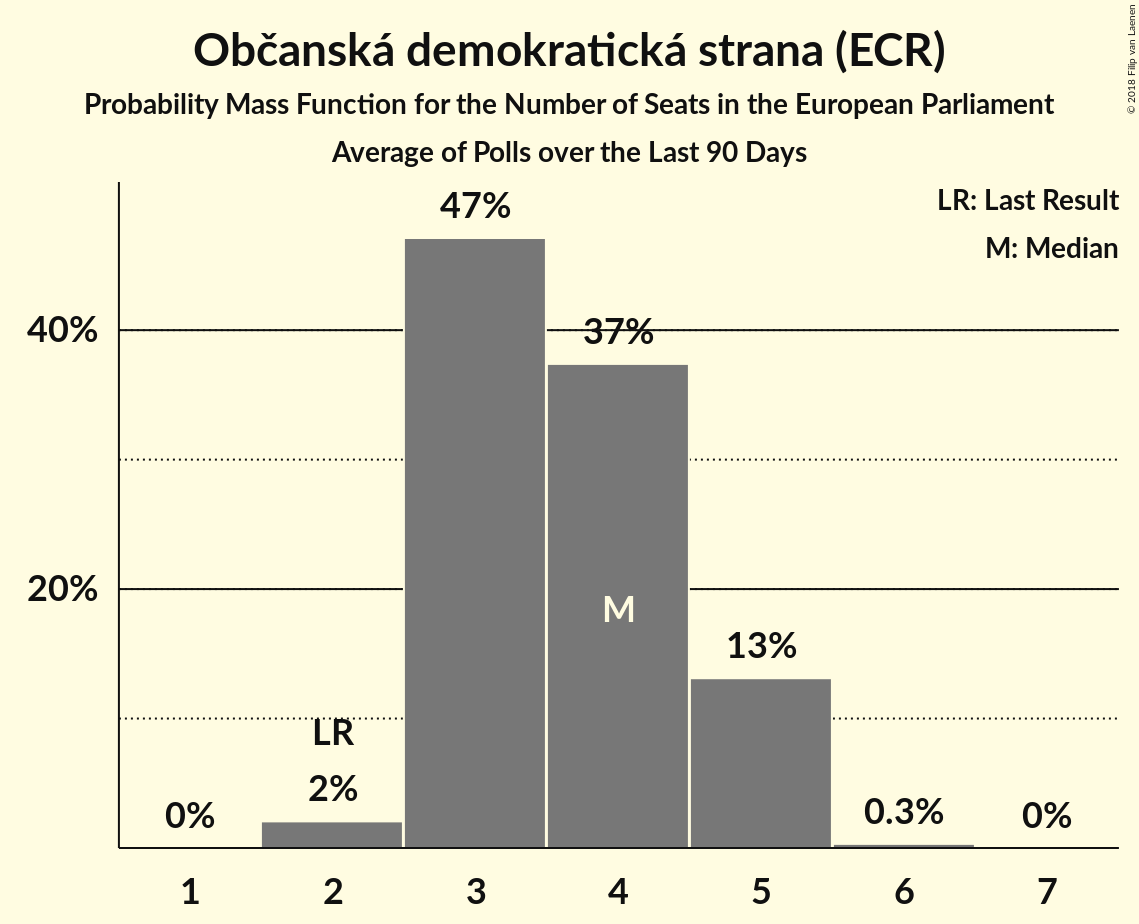 Občanská demokratická strana (ECR)
Probability Mass Function for the Number of Seats in the European Parliament
Average of Polls over the Last 90 Days
© 2018 Filip van Laenen
LR: Last Result
M: Median
47%
40%
37%
20%
M
13%
LR
2%
0%
0.3%
0%
1 2 3 4 5 6 7